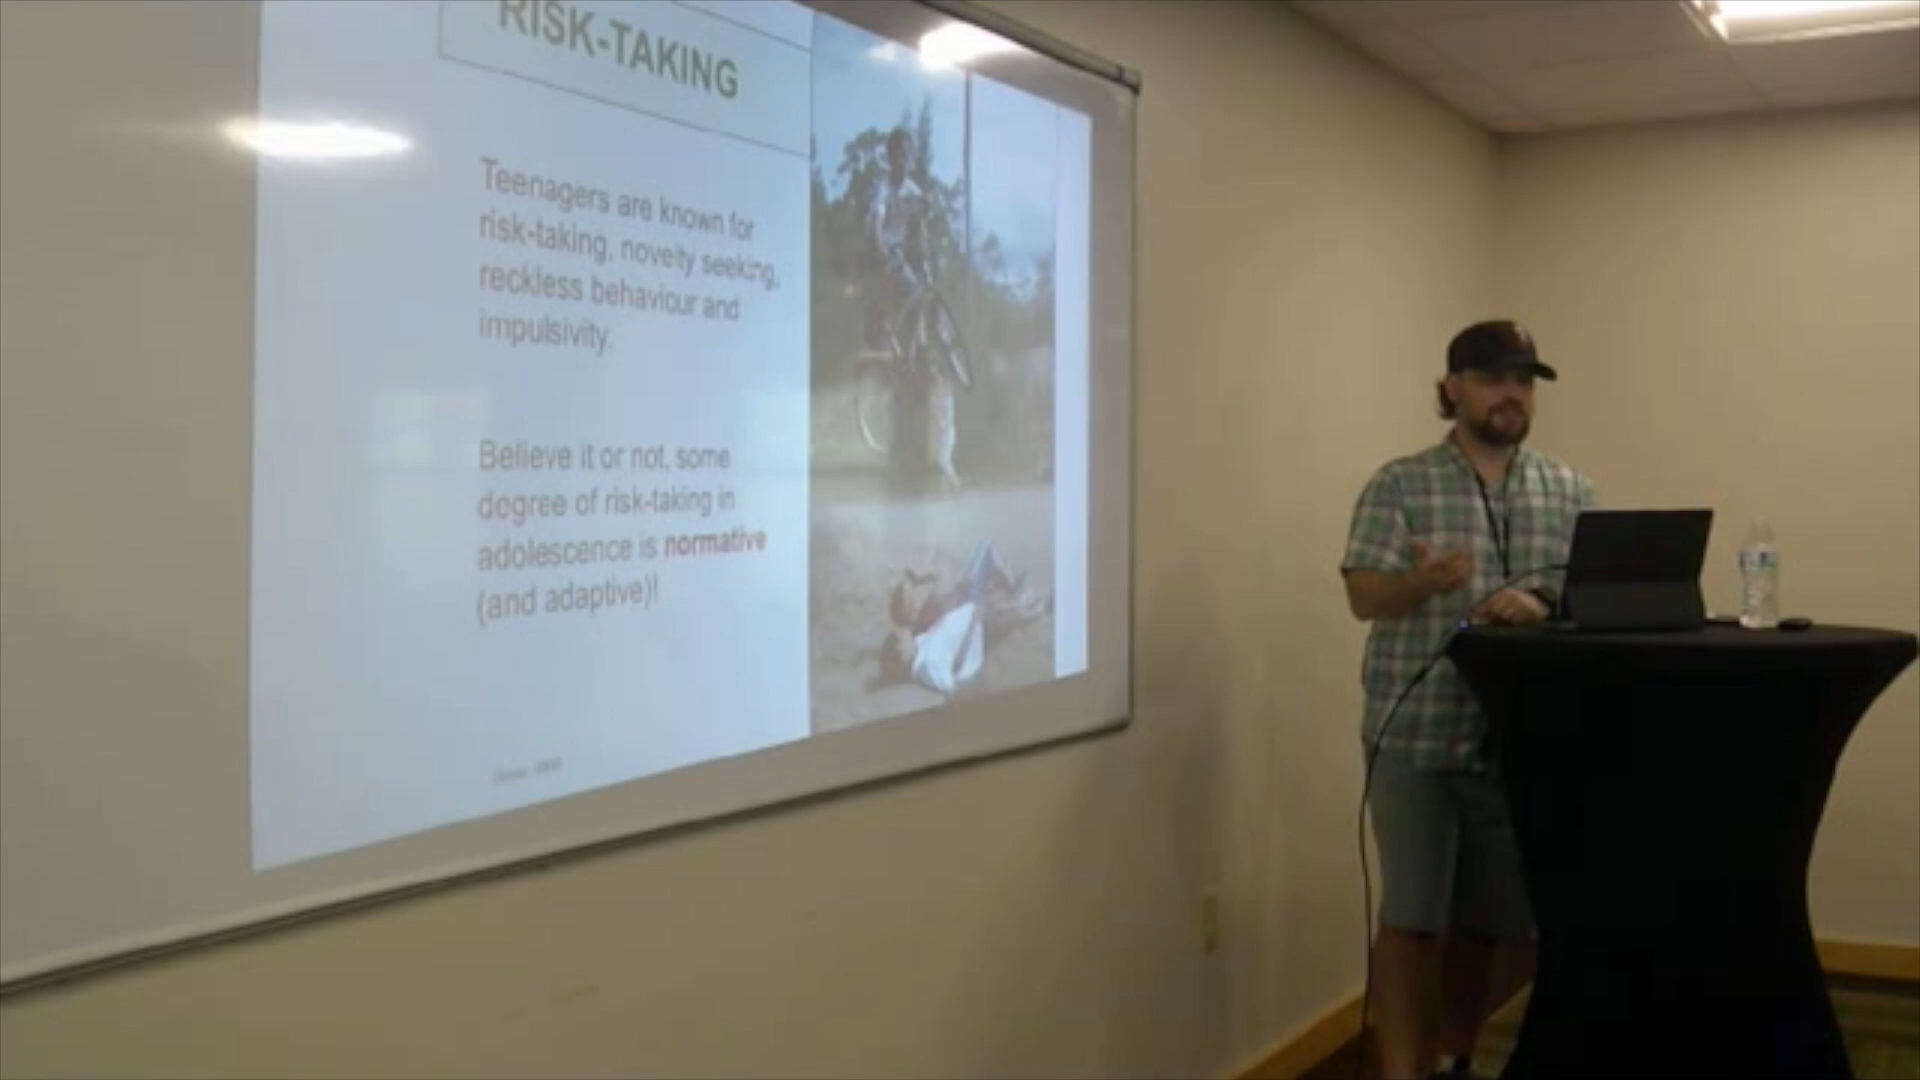 RISK-TAKING
Teenagers are known for
risk-taking, novelty seeking,
reckless behaviour and
impulsivity.
Believe it or not, some
degree of risk-taking in
adolescence is normative
(and adaptive)!